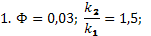 1. Φ = 0,03; k₂/k₁ = 1,5;